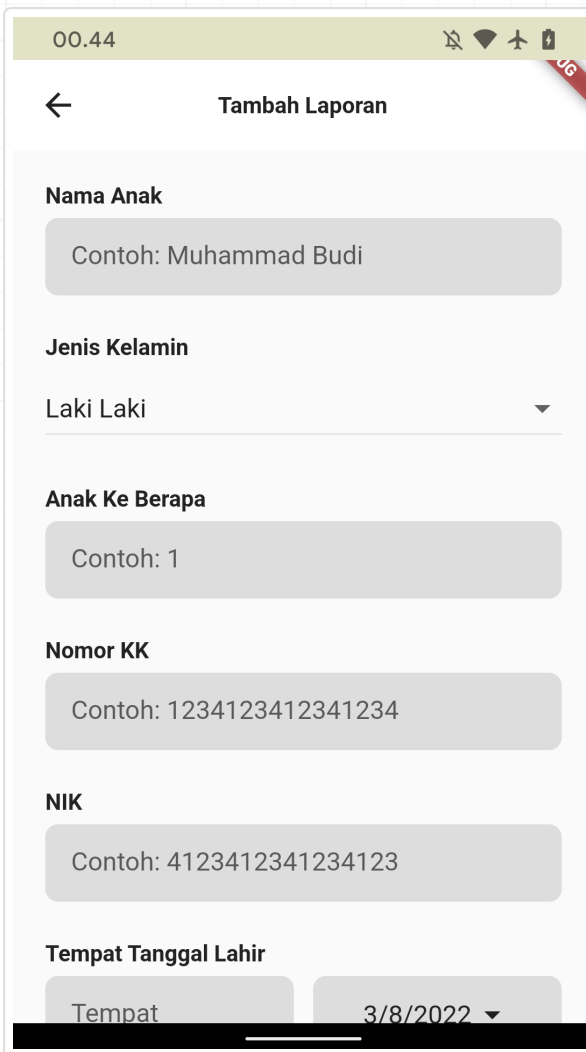 00.44
UG
Tambah Laporan
Nama Anak
Contoh: Muhammad Budi
Jenis Kelamin
Laki Laki
Anak Ke Berapa
Contoh: 1
Nomor KK
Contoh: 1234123412341234
NIK
Contoh: 4123412341234123
Tempat Tanggal Lahir
Tempat 3/8/2022